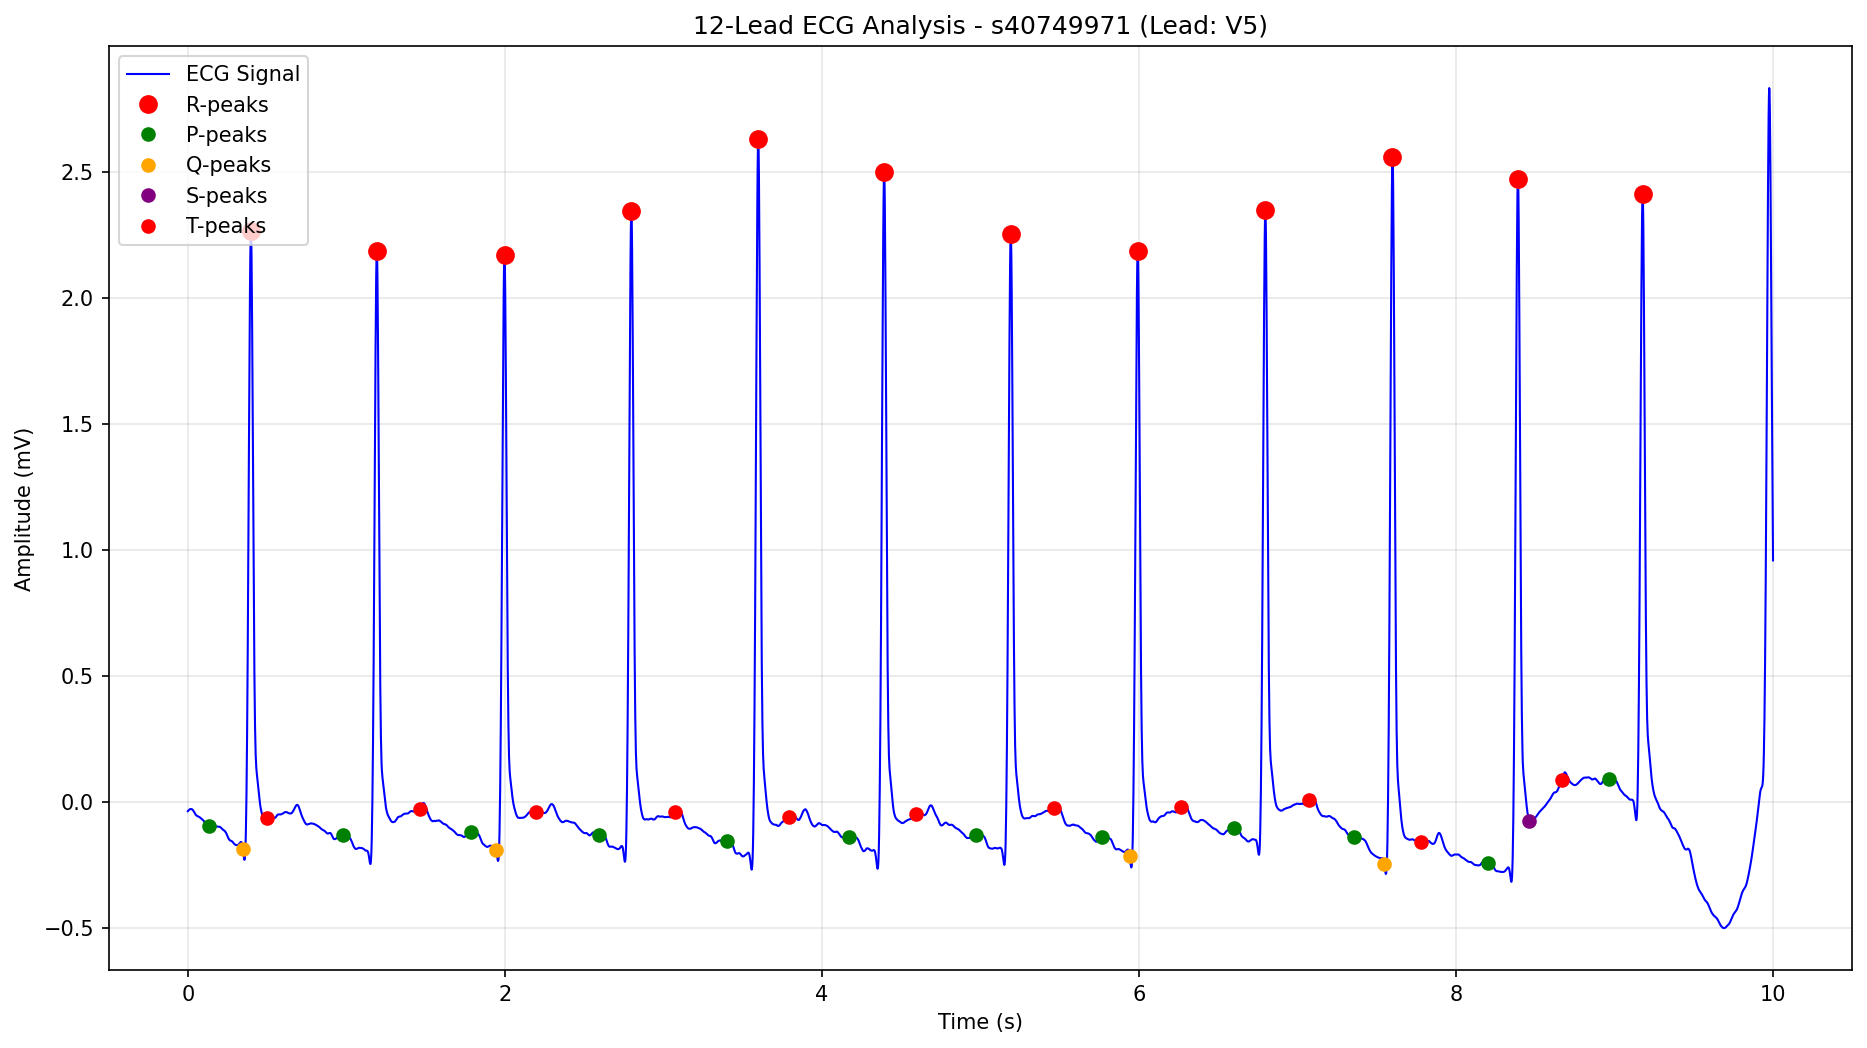 12-Lead ECG Analysis - s40749971 (Lead: V5)
ECG Signal
R-peaks
P-peaks
Q-peaks
S-peaks
T-peaks
Amplitude (mV)
2.5
2.0
1.5
1.0
0.5
0.0
−0.5
0 2 4 6 8 10
Time (s)